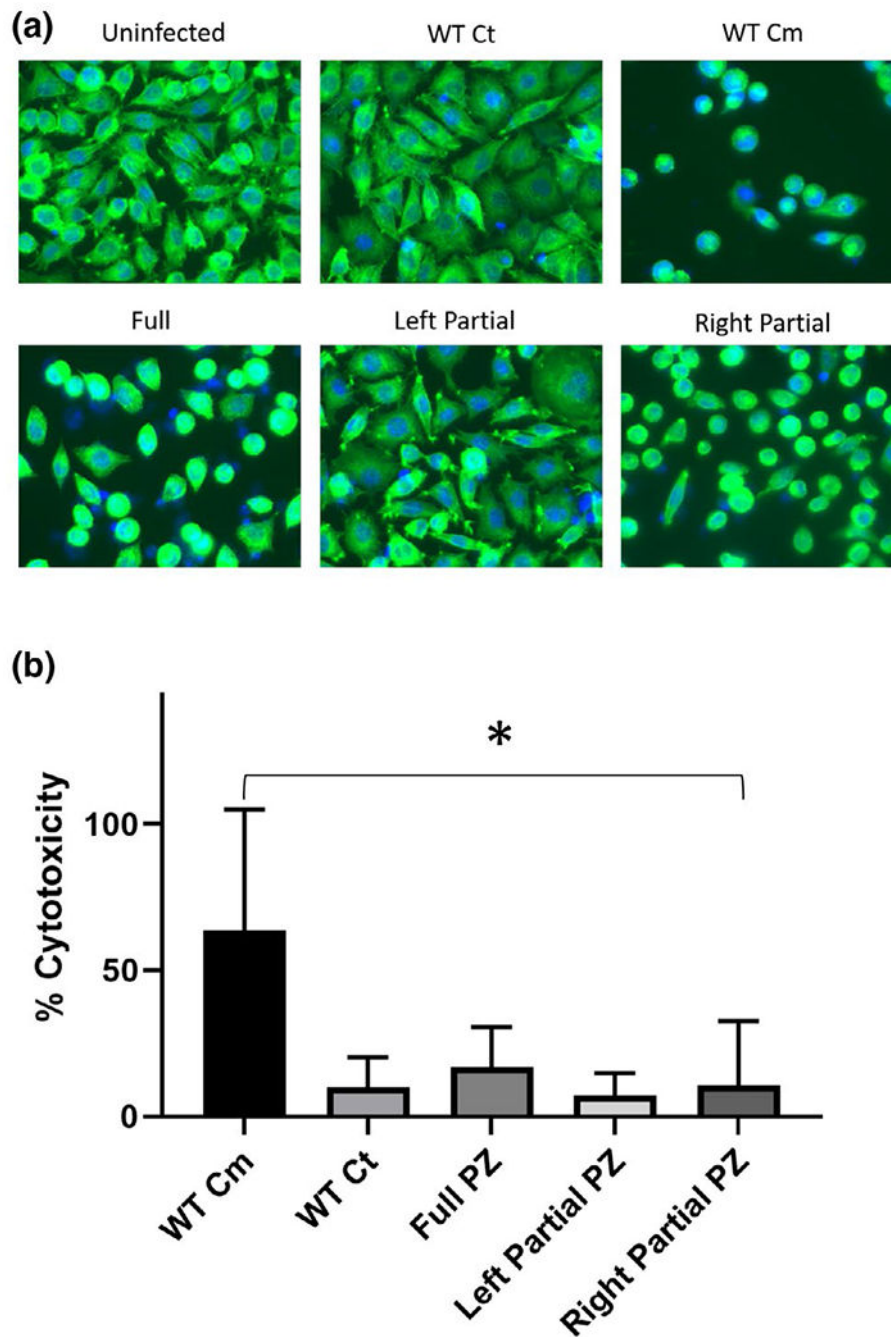 (a)
Uninfected
WT Ct
WT Cm
Full
Left Partial
Right Partial
(b)
*
% Cytotoxicity
100
50
0
WT Cm
WT Ct
Full PZ
Left Partial PZ
Right Partial PZ